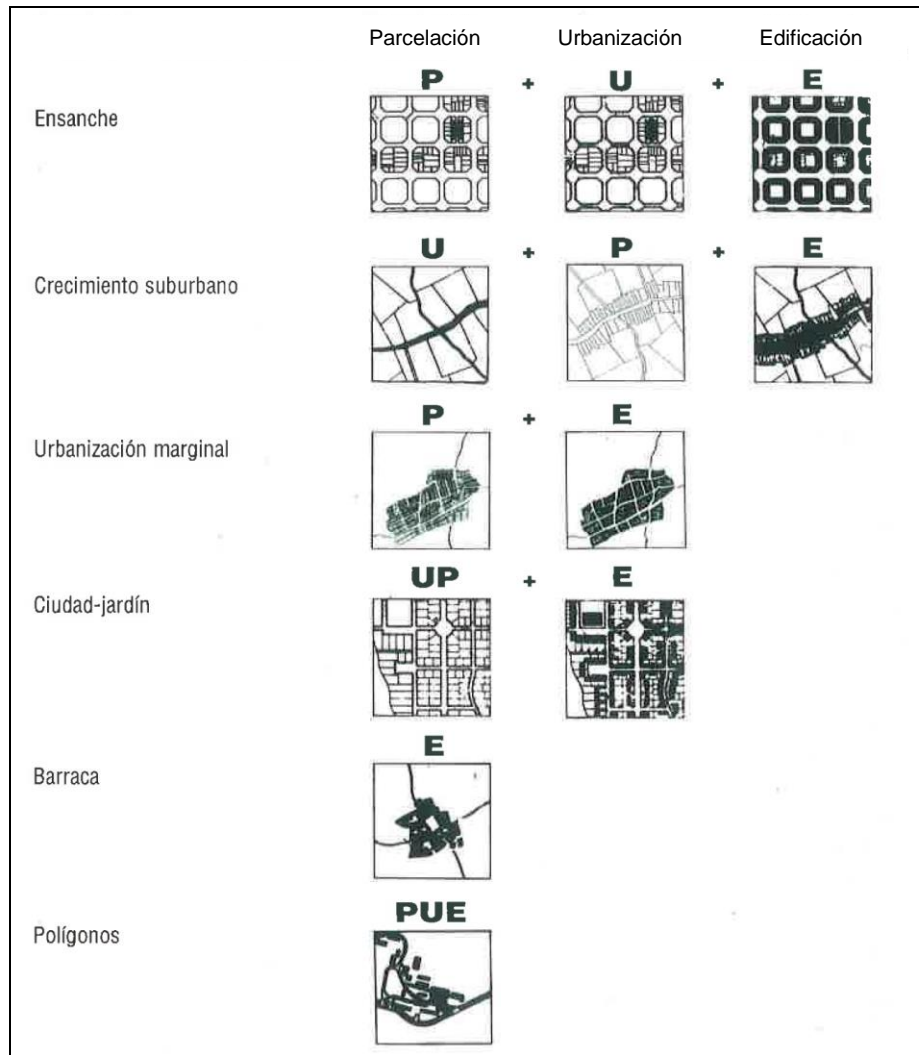 Parcelación Urbanización Edificación
P + U + E
Ensanche
U + P + E
Crecimiento suburbano
P + E
Urbanización marginal
UP + E
Ciudad-jardín
E
Barraca
PUE
Polígonos